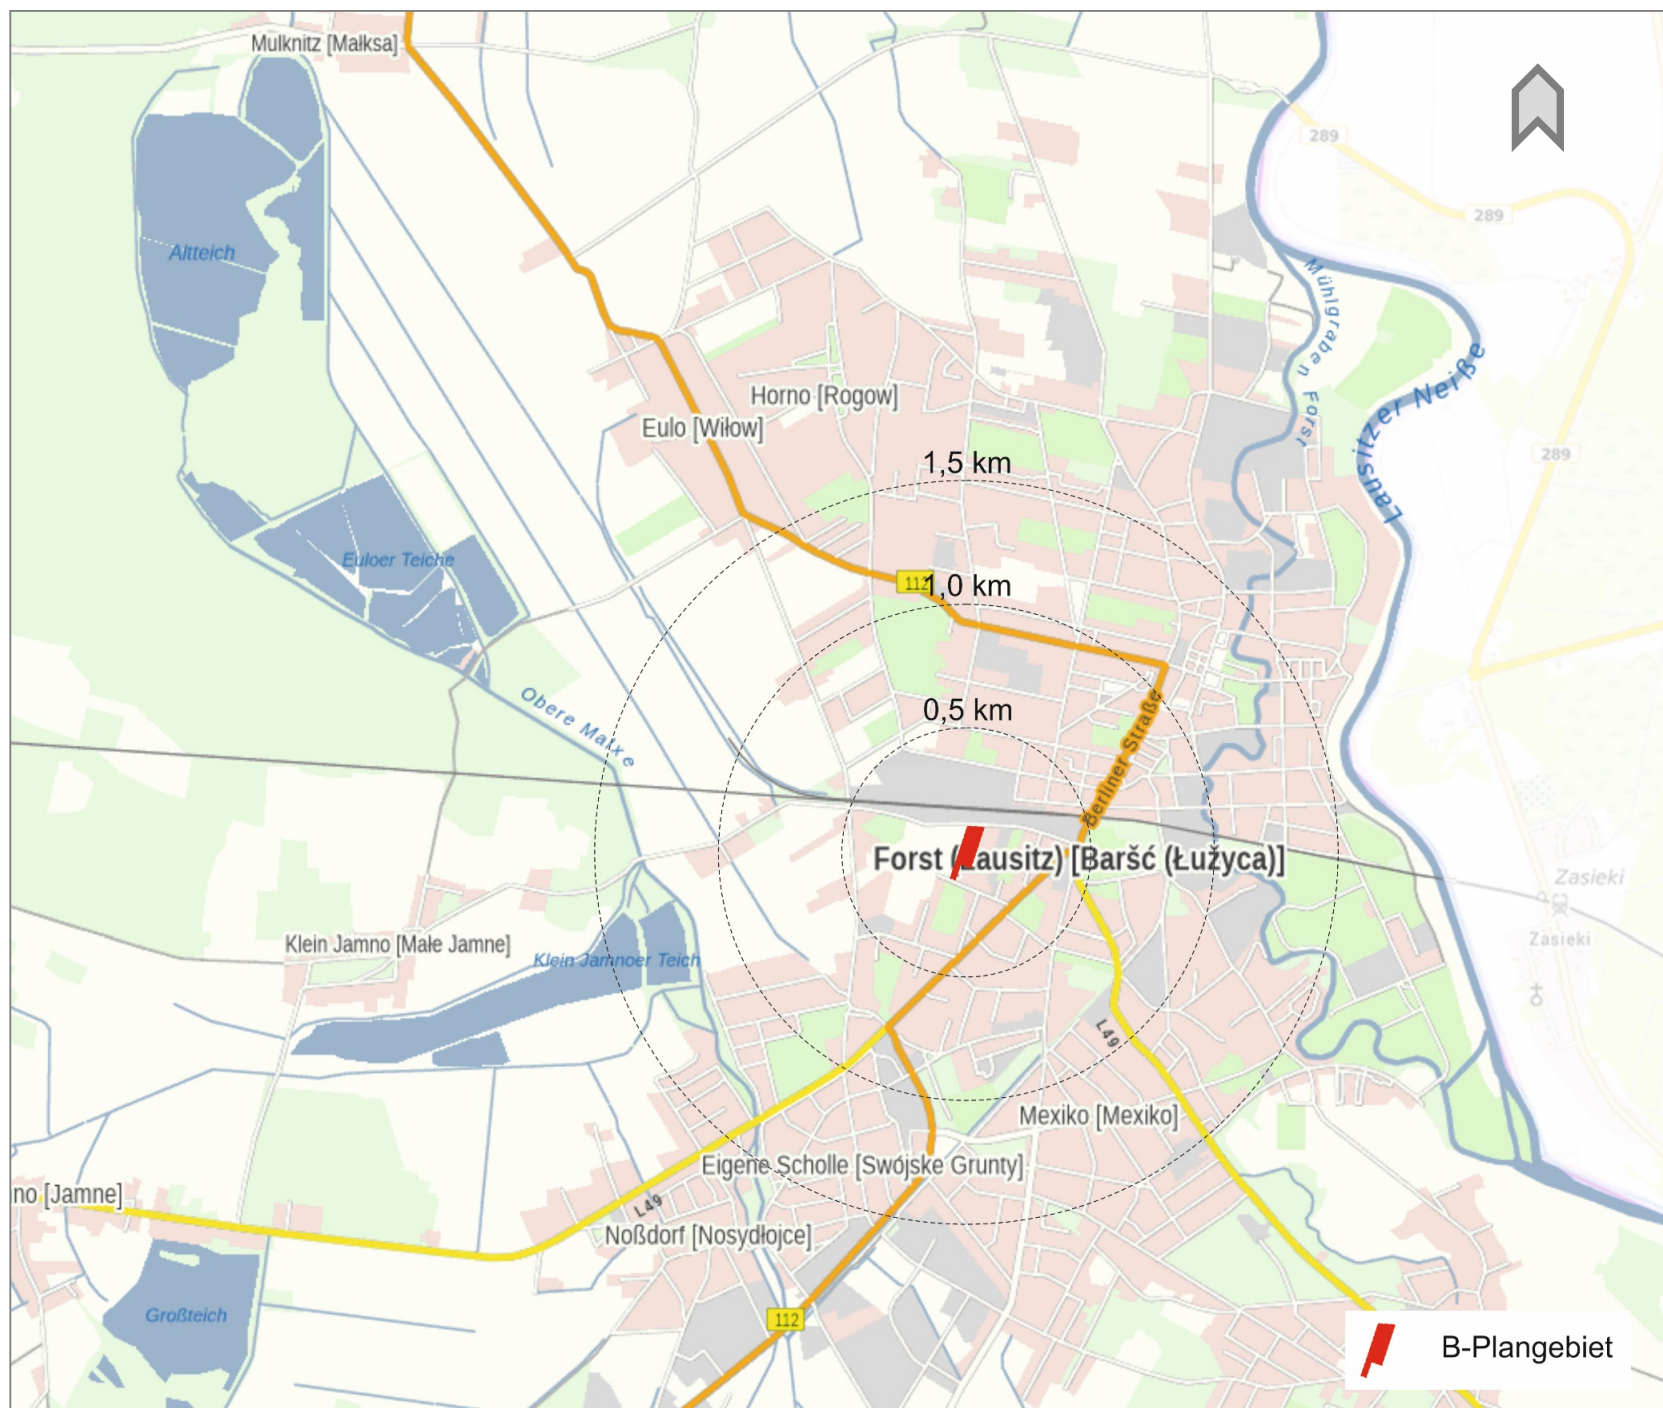 Mulknitz [Małksa]
289
289
Altteich
Mühlgraben Forst
Lausitzer Neiße
Horno [Rogow]
Eulo [Wiłow]
289
1,5 km
Euloer Teiche
112
1,0 km
0,5 km
Berliner Straße
Obere Malxe
Forst (Lausitz) [Baršć (Łužyca)]
Zasieki
Zasieki
Klein Jamno [Małe Jamne]
Klein Jamnoer Teich
L49
Mexiko [Mexiko]
Eigene Scholle [Swójske Grunty]
no [Jamne]
L49
Noßdorf [Nosydłojce]
Großteich
112
B-Plangebiet